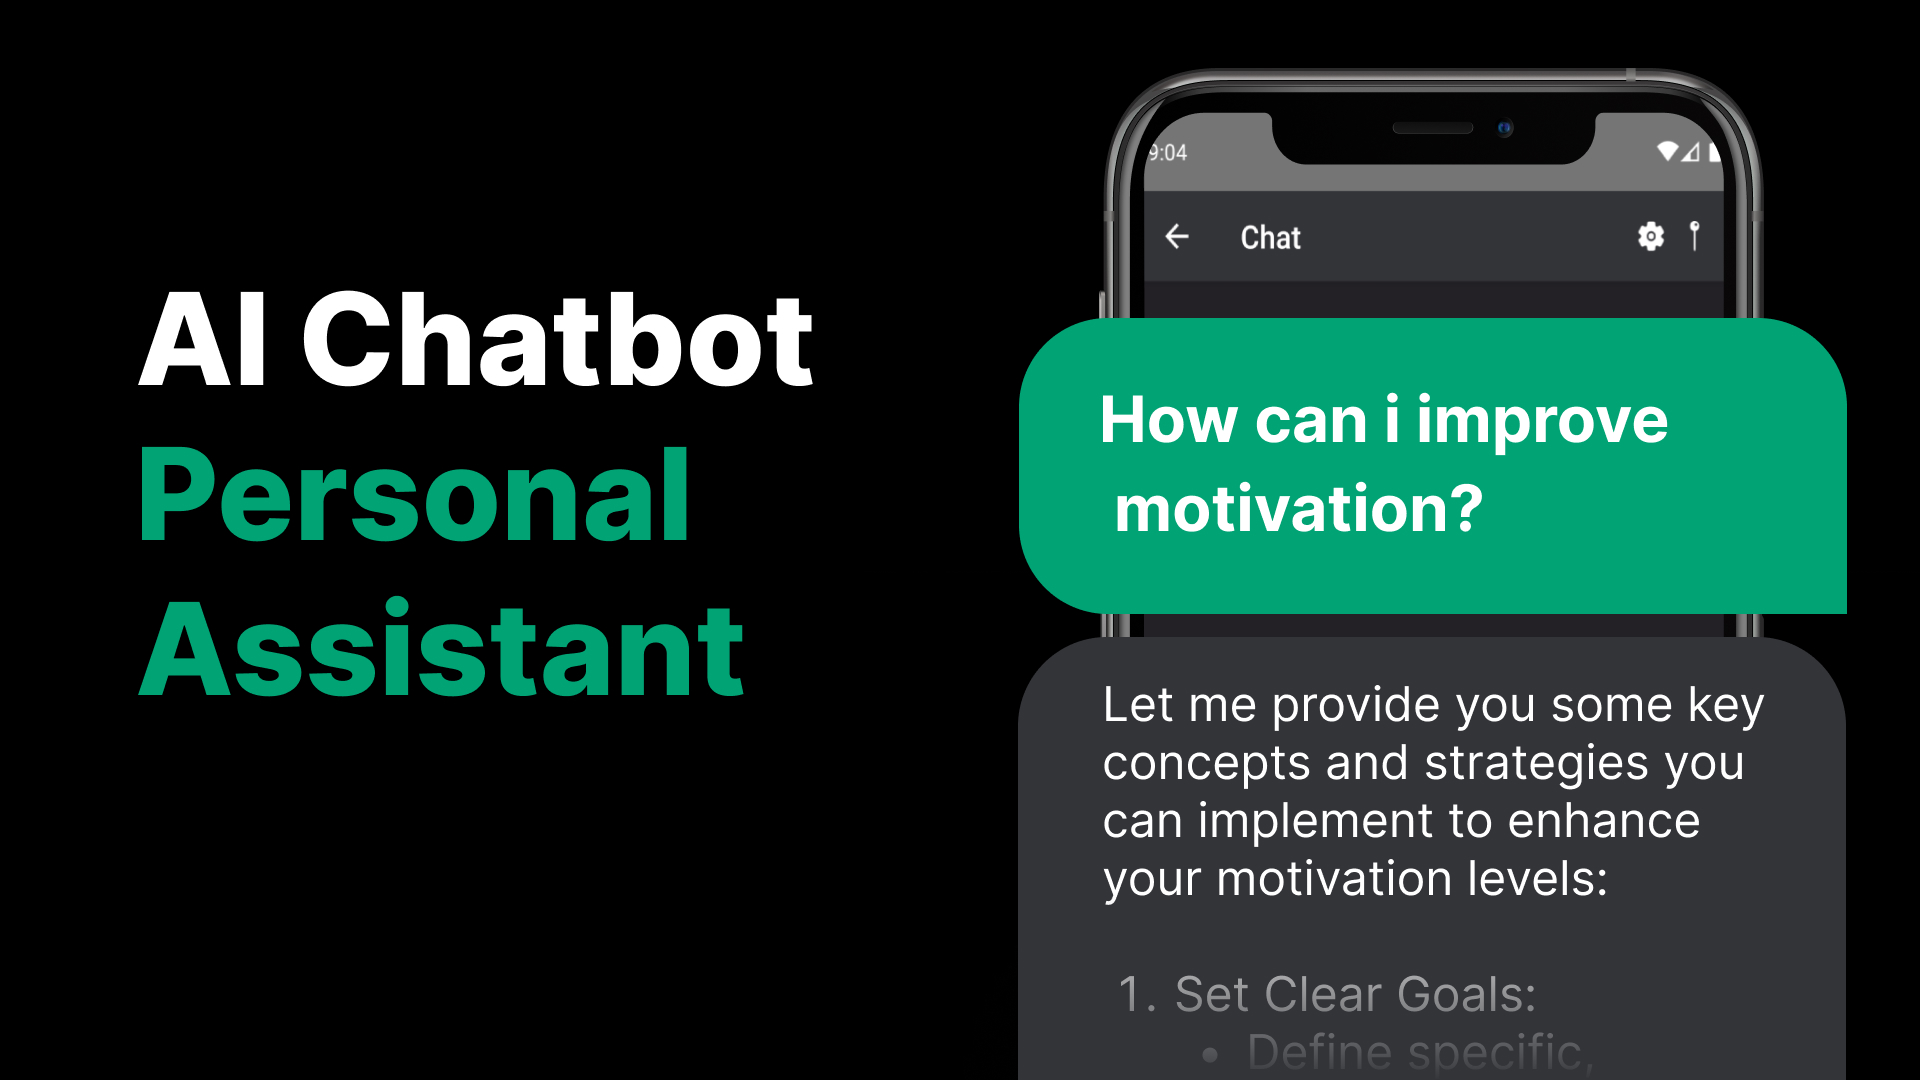 AI Chatbot
Personal
Assistant
9:04
Chat
How can i improve
motivation?
Let me provide you some key
concepts and strategies you
can implement to enhance
your motivation levels:
1. Set Clear Goals:
• Define specific,